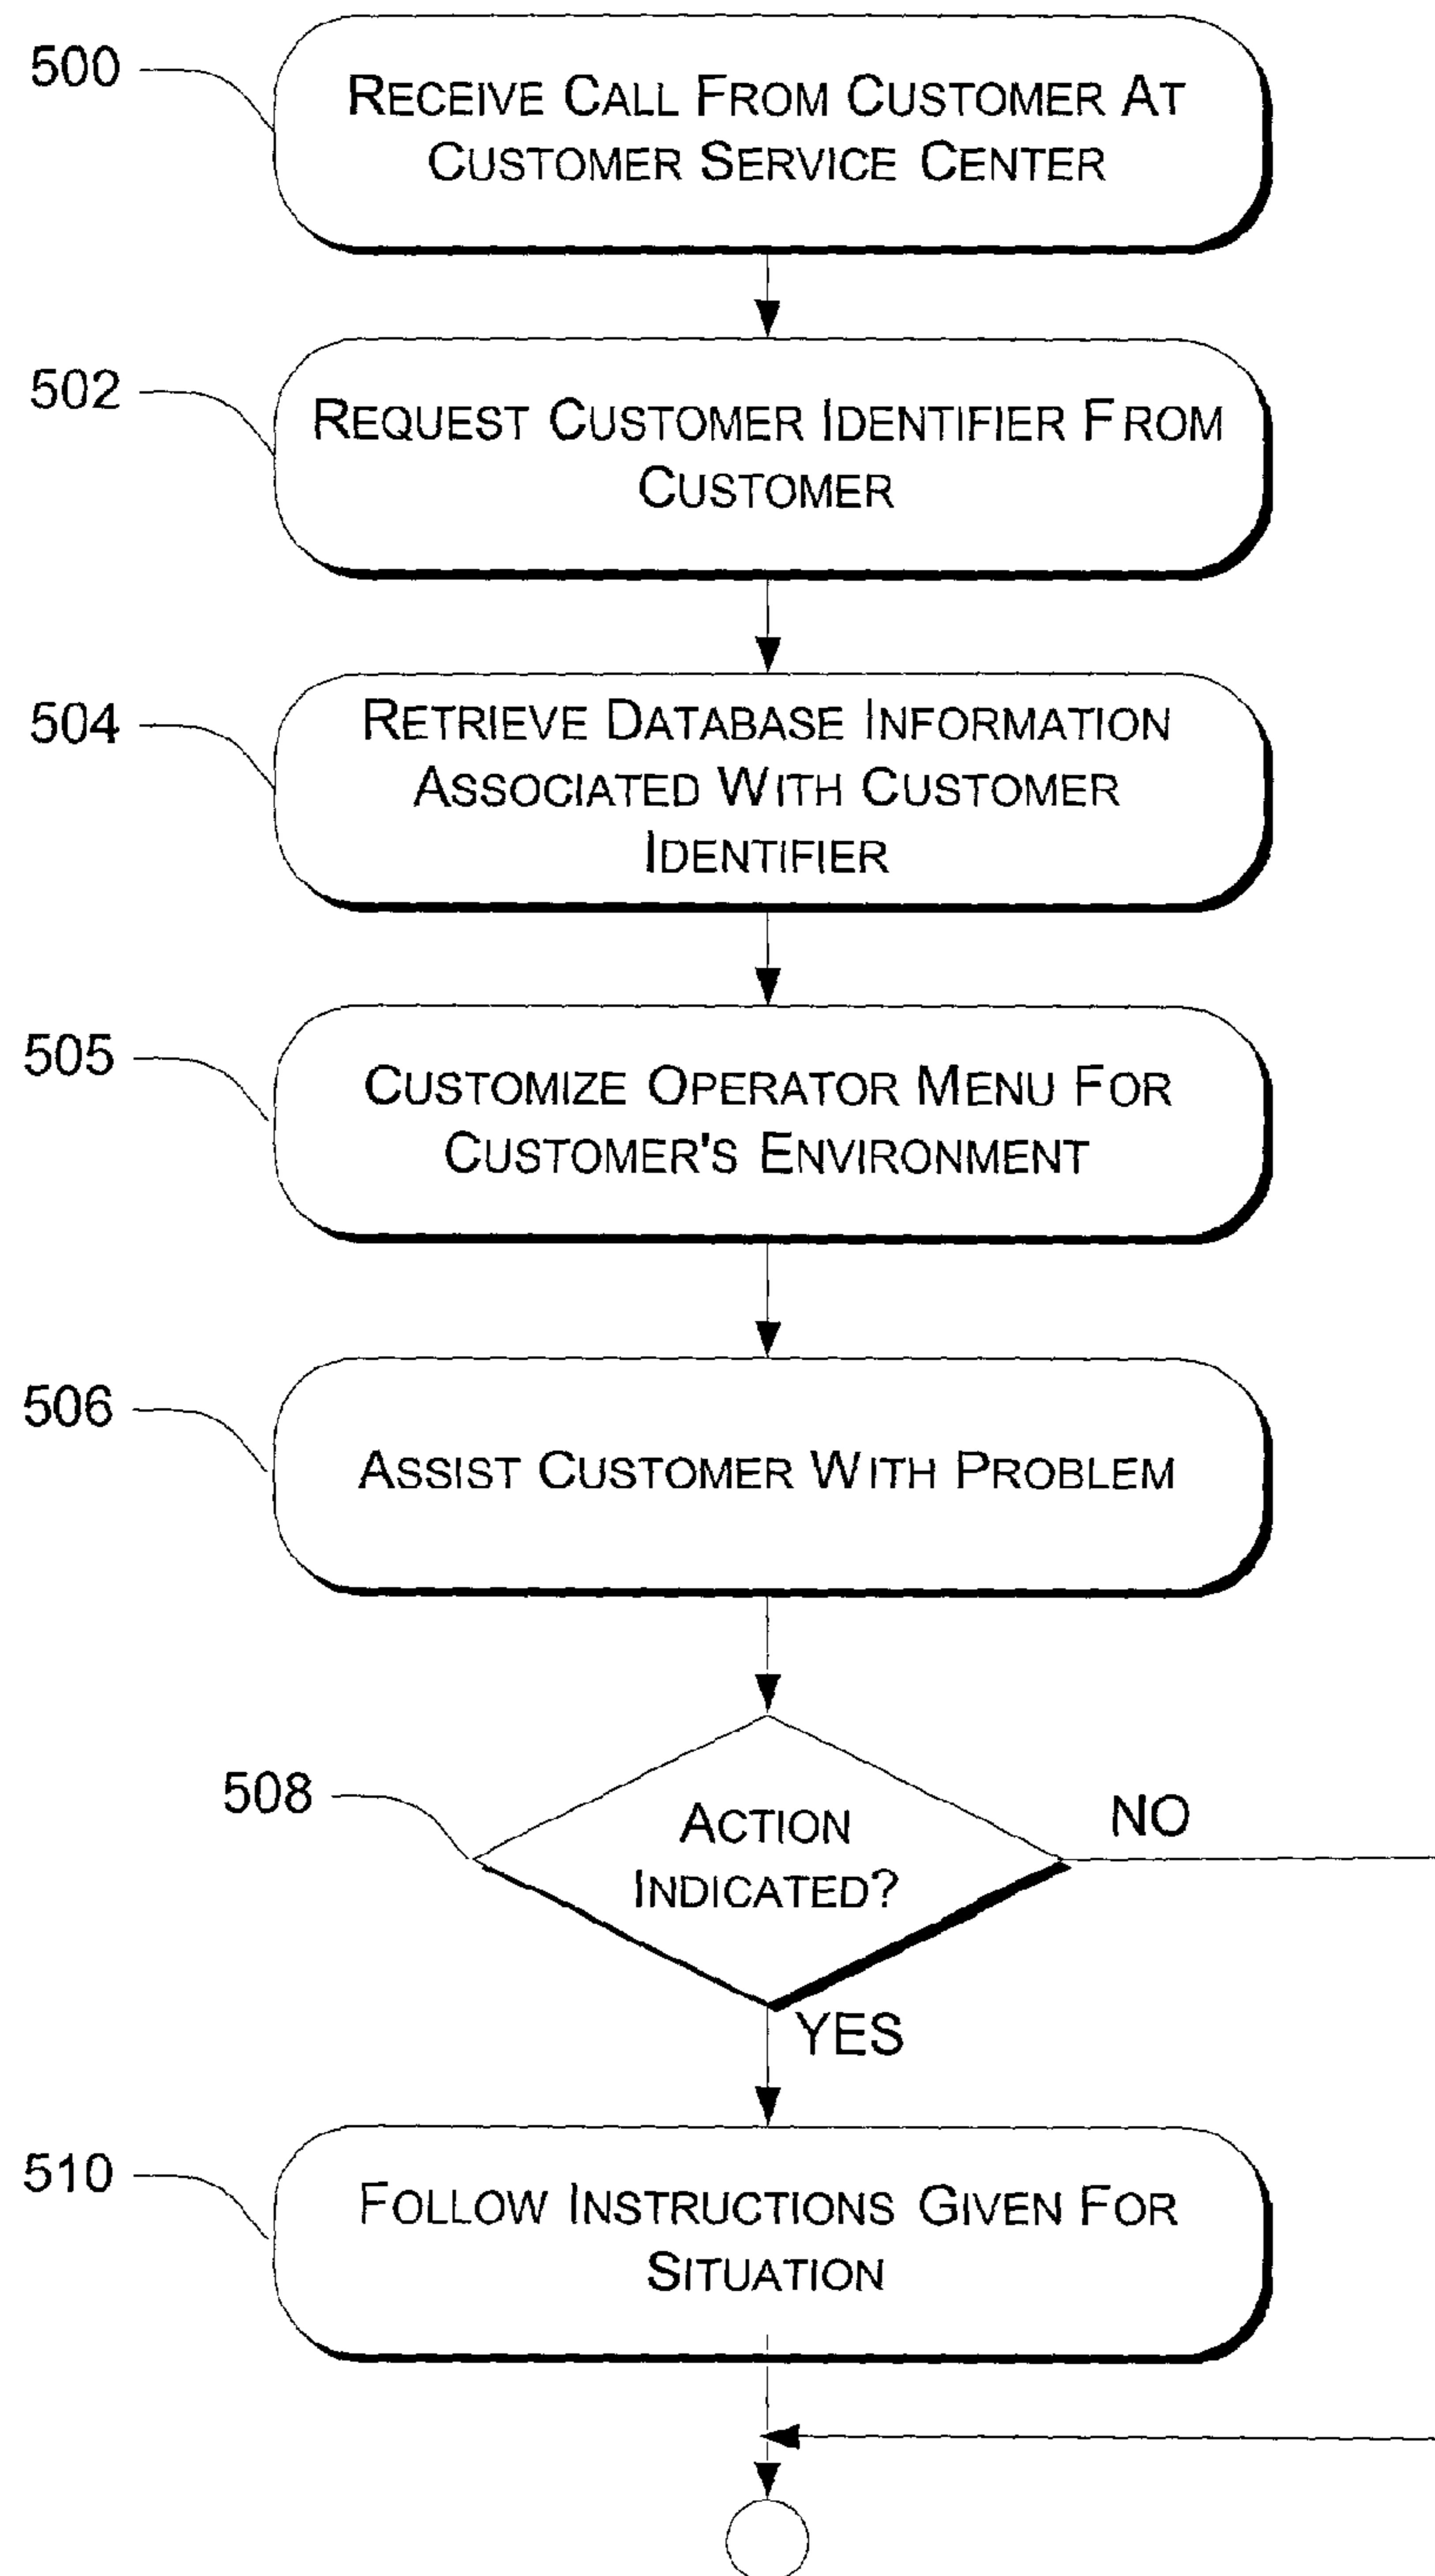 500
RECEIVE CALL FROM CUSTOMER AT
CUSTOMER SERVICE CENTER
502
REQUEST CUSTOMER IDENTIFIER FROM
CUSTOMER
504
RETRIEVE DATABASE INFORMATION
ASSOCIATED WITH CUSTOMER
IDENTIFIER
505
CUSTOMIZE OPERATOR MENU FOR
CUSTOMER'S ENVIRONMENT
506
ASSIST CUSTOMER WITH PROBLEM
508
ACTION
INDICATED?
NO
YES
510
FOLLOW INSTRUCTIONS GIVEN FOR
SITUATION